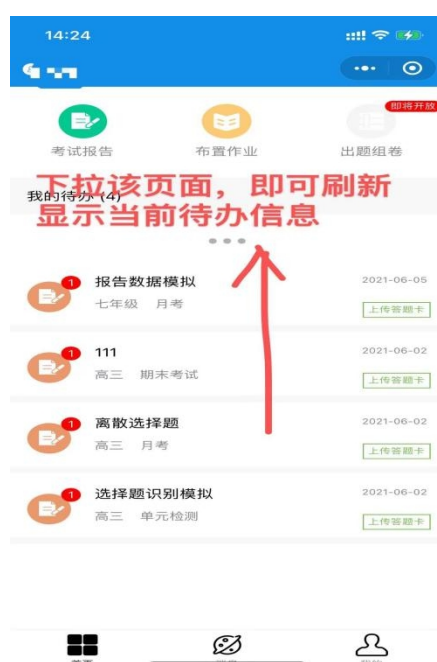 14:24
即将开放
考试报告 布置作业 出题组卷
我的待办 (4)
下拉该页面，即可刷新
显示当前待办信息
1 报告数据模拟 2021-06-05
七年级 月考 上传答题卡
1 111 2021-06-02
高三 期末考试 上传答题卡
1 离散选择题 2021-06-02
高三 月考 上传答题卡
1 选择题识别模拟 2021-06-02
高三 单元检测 上传答题卡